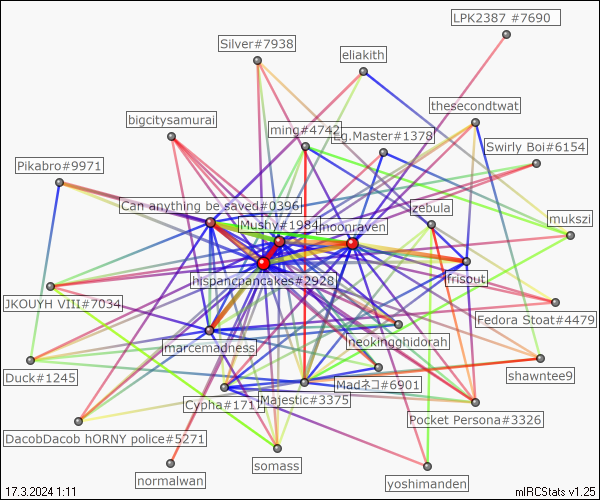 LPK2387 #7690
Silver#7938
eliakith
thesecondtwat
bigcitysamurai
ming#4742
Eg.Master#1378
Swirly Boi#6154
Pikabro#9971
Can anything be saved#0396
zebula
mukszi
Mushy#1984
moonraven
hispancpancakes#2928
frisout
JKOUYH VIII#7034
Fedora Stoat#4479
marcemadness
neokingghidorah
Duck#1245
shawntee9
Madネコ#6901
Cypha#1717
Majestic#3375
Pocket Persona#3326
DacobDacob hORNY police#5271
somass
normalwan
yoshimanden
17.3.2024 1:11
mIRCStats v1.25